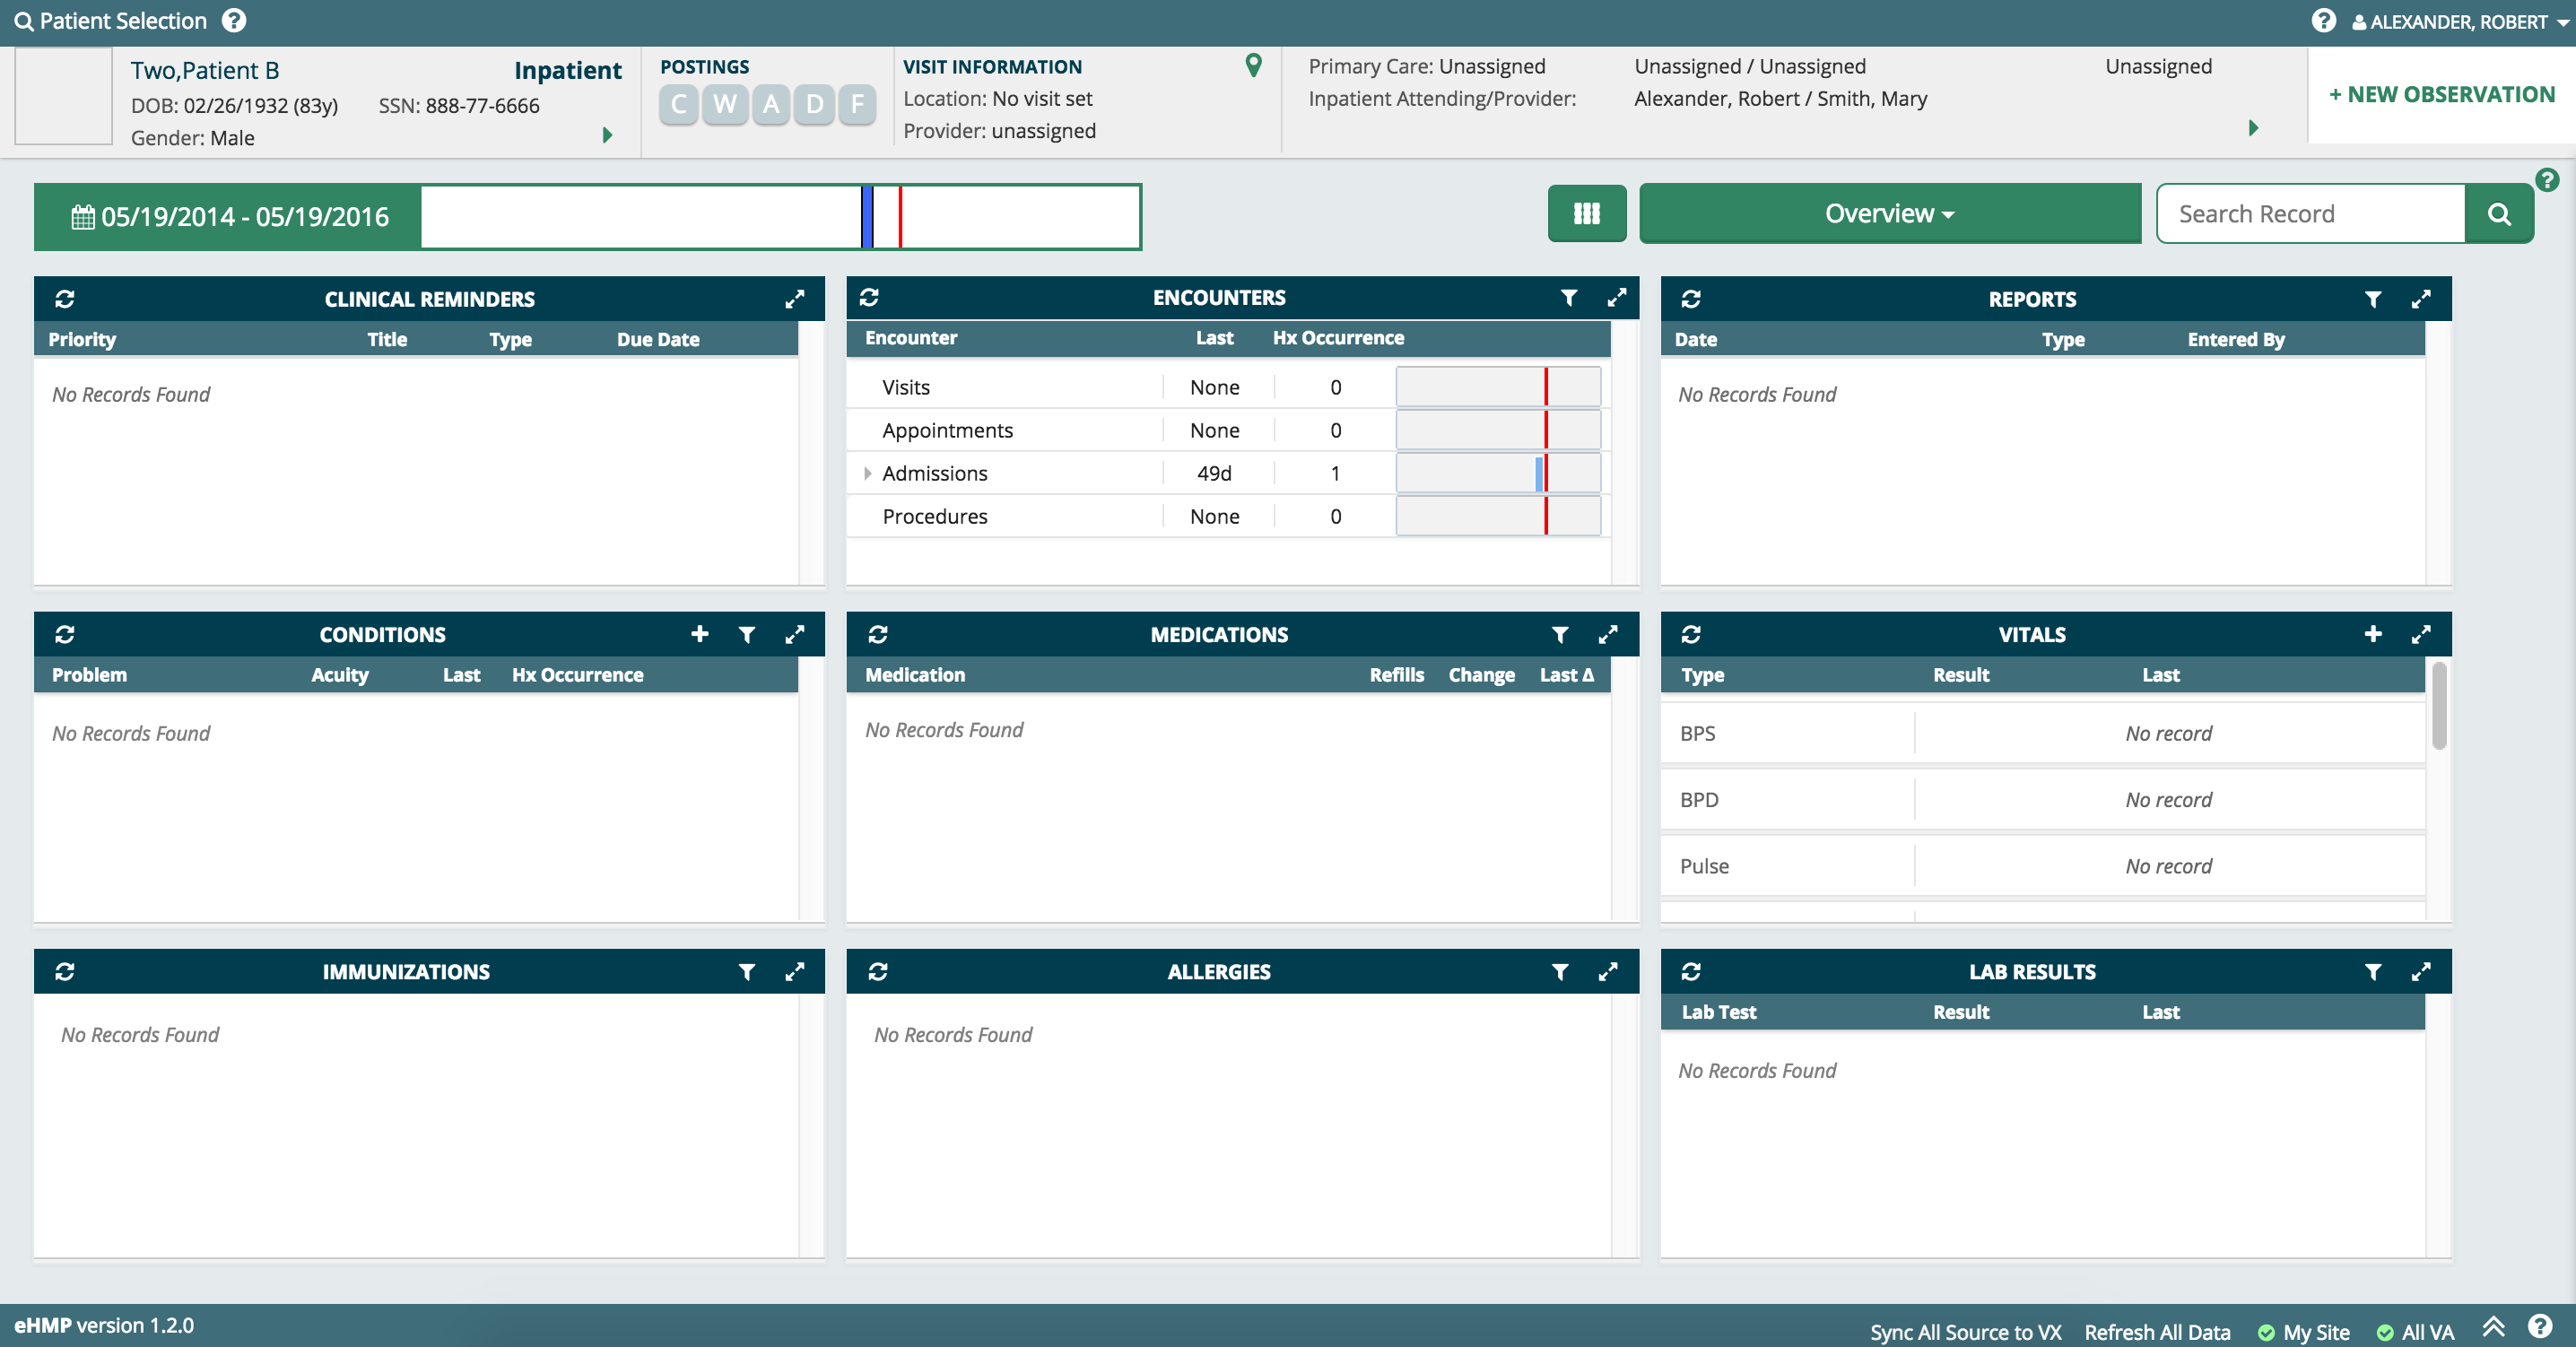 Patient Selection ?
? ALEXANDER, ROBERT
Two,Patient B Inpatient
DOB: 02/26/1932 (83y) SSN: 888-77-6666
Gender: Male
POSTINGS
C W A D F
VISIT INFORMATION
Location: No visit set
Provider: unassigned
Primary Care: Unassigned Unassigned / Unassigned Unassigned
Inpatient Attending/Provider: Alexander, Robert / Smith, Mary
+ NEW OBSERVATION
05/19/2014 - 05/19/2016
Overview
Search Record
?
CLINICAL REMINDERS
Priority Title Type Due Date
No Records Found
ENCOUNTERS
Encounter Last Hx Occurrence
Visits None 0
Appointments None 0
Admissions 49d 1
Procedures None 0
REPORTS
Date Type Entered By
No Records Found
CONDITIONS +
Problem Acuity Last Hx Occurrence
No Records Found
MEDICATIONS
Medication Refills Change Last Δ
No Records Found
VITALS +
Type Result Last
BPS No record
BPD No record
Pulse No record
IMMUNIZATIONS
No Records Found
ALLERGIES
No Records Found
LAB RESULTS
Lab Test Result Last
No Records Found
eHMP version 1.2.0
Sync All Source to VX Refresh All Data My Site All VA ?